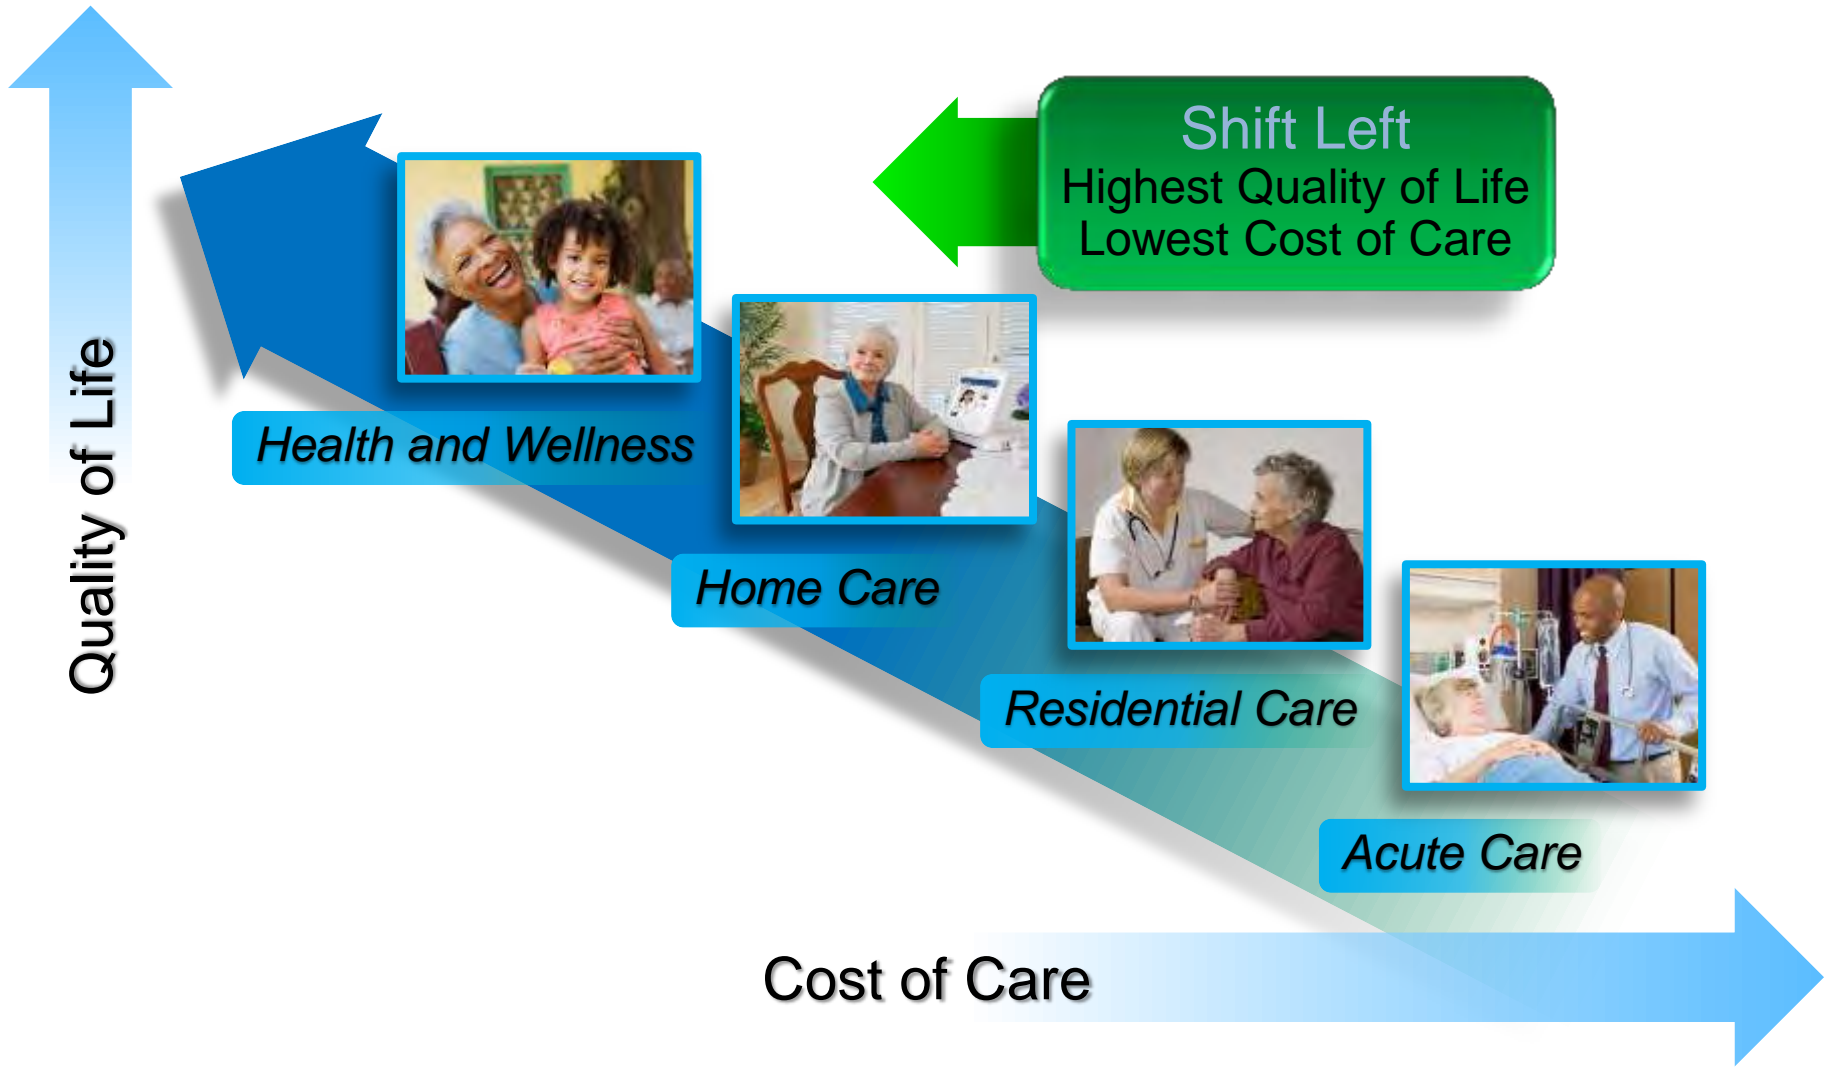 Shift Left
Highest Quality of Life
Lowest Cost of Care
Quality of Life
Health and Wellness
Home Care
Residential Care
Acute Care
Cost of Care